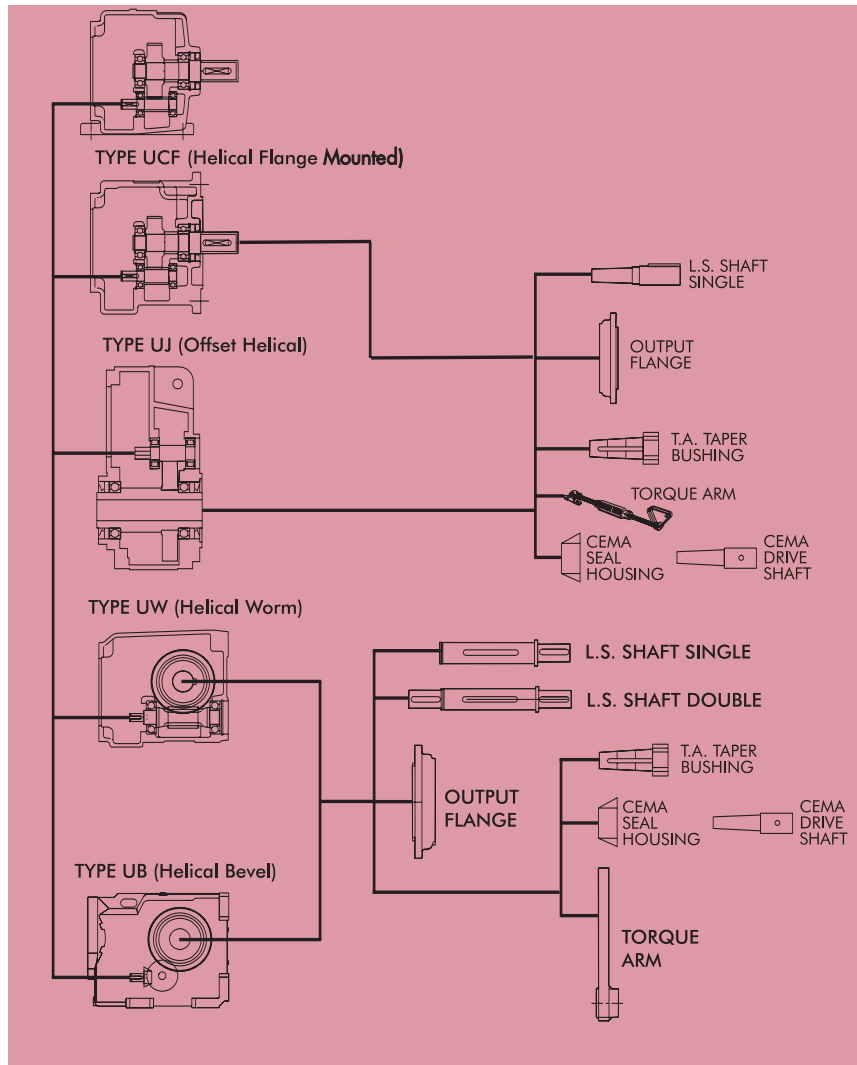 TYPE UCF (Helical Flange Mounted)
L.S. SHAFT
SINGLE
TYPE UJ (Offset Helical)
OUTPUT
FLANGE
T.A. TAPER
BUSHING
TORQUE ARM
CEMA
SEAL
HOUSING
CEMA
DRIVE
SHAFT
TYPE UW (Helical Worm)
L.S. SHAFT SINGLE
L.S. SHAFT DOUBLE
T.A. TAPER
BUSHING
OUTPUT
FLANGE
CEMA
SEAL
HOUSING
CEMA
DRIVE
SHAFT
TYPE UB (Helical Bevel)
TORQUE
ARM